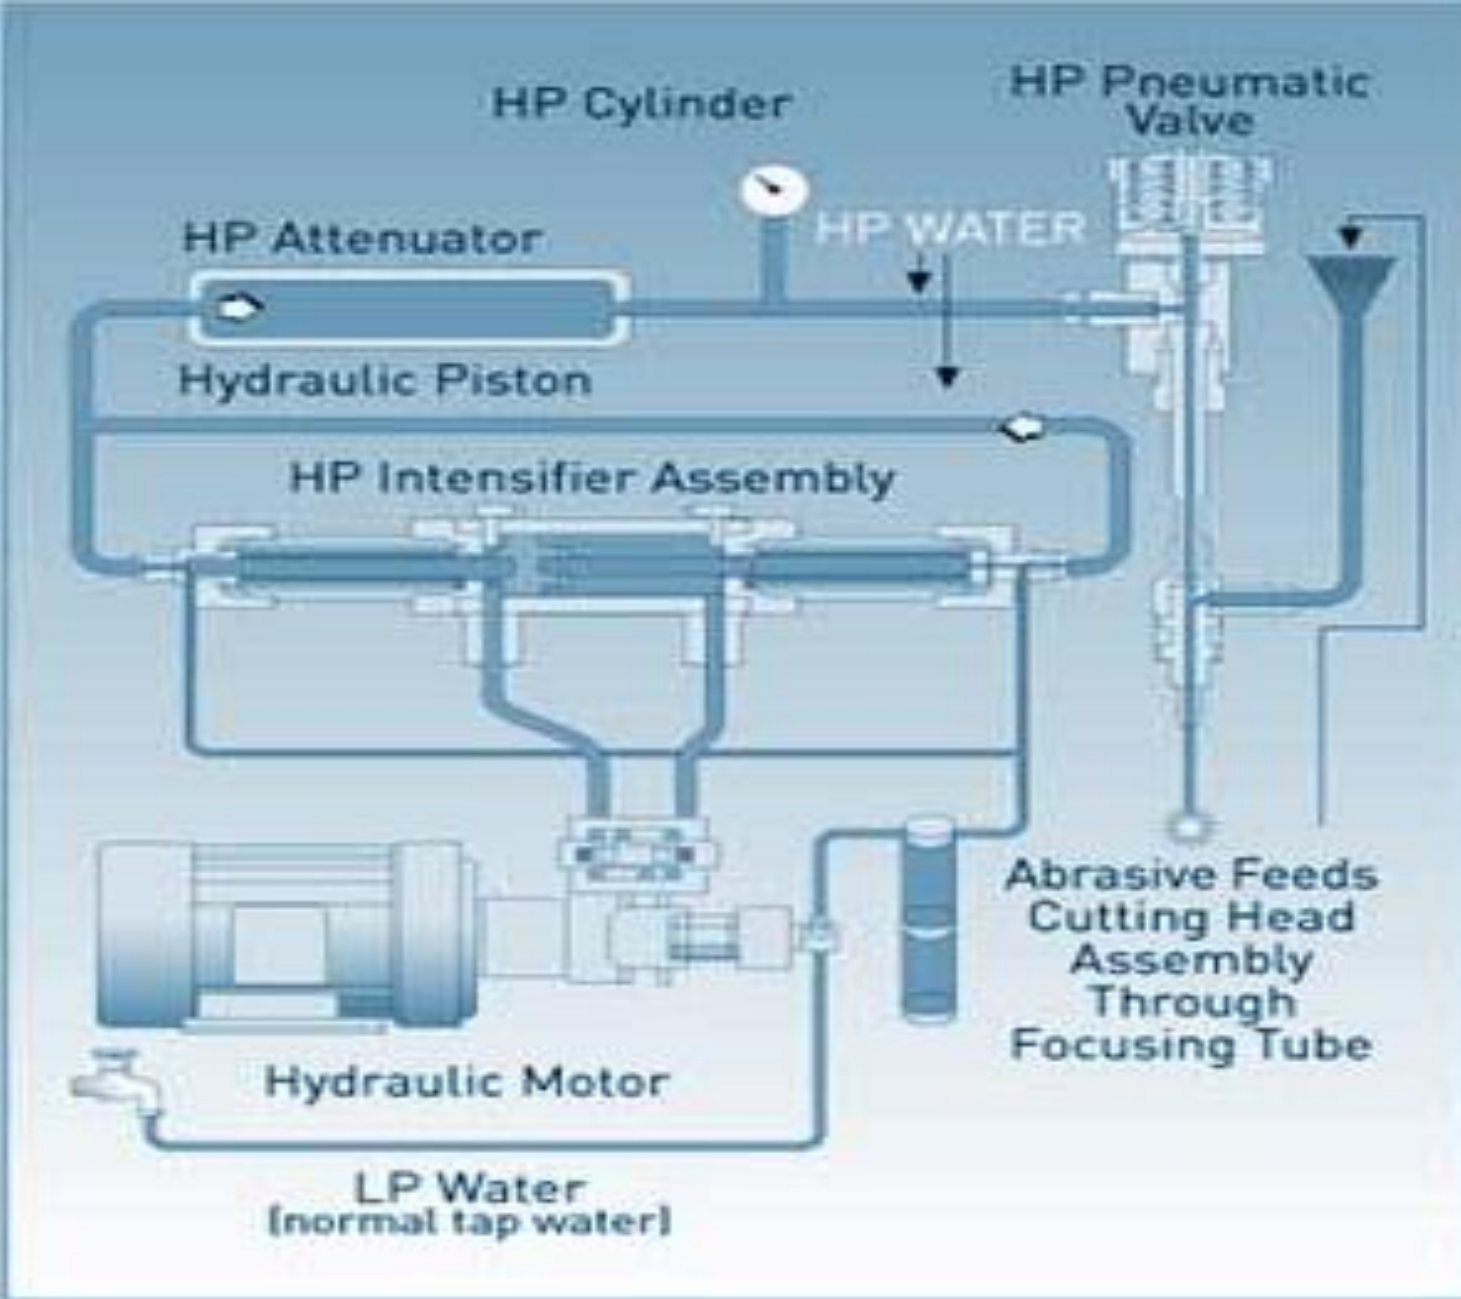 HP Cylinder
HP Pneumatic
Valve
HP Attenuator
HP WATER
Hydraulic Piston
HP Intensifier Assembly
Abrasive Feeds
Cutting Head
Assembly
Through
Focusing Tube
Hydraulic Motor
LP Water
(normal tap water)